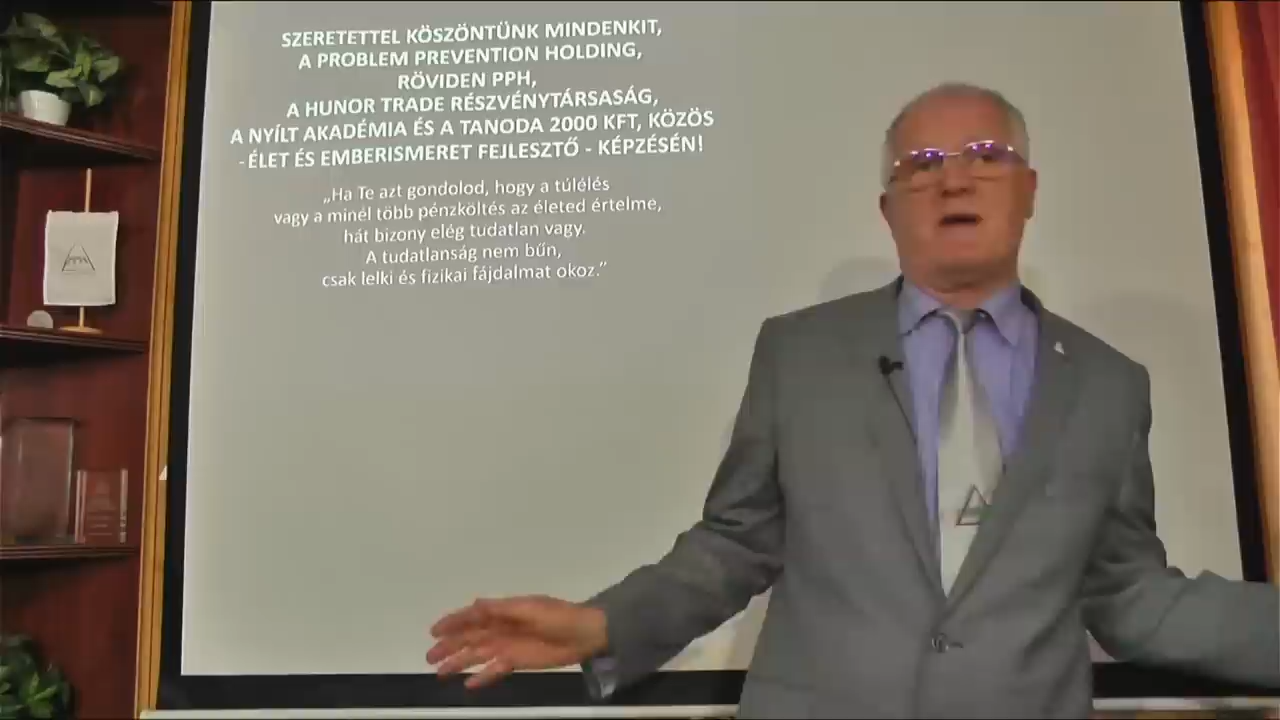 SZERETETTEL KÖSZÖNTÜNK MINDENKIT,
A PROBLEM PREVENTION HOLDING,
RÖVIDEN PPH,
A HUNOR TRADE RÉSZVÉNYTÁRSASÁG,
A NYÍLT AKADÉMIA ÉS A TANODA 2000 KFT, KÖZÖS
- ÉLET ÉS EMBERISMERET FEJLESZTŐ - KÉPZÉSÉN!
„Ha Te azt gondolod, hogy a túlélés
vagy a minél több pénzköltés az életed értelme,
hát bizony elég tudatlan vagy.
A tudatlanság nem bűn,
csak lelki és fizikai fájdalmat okoz.”